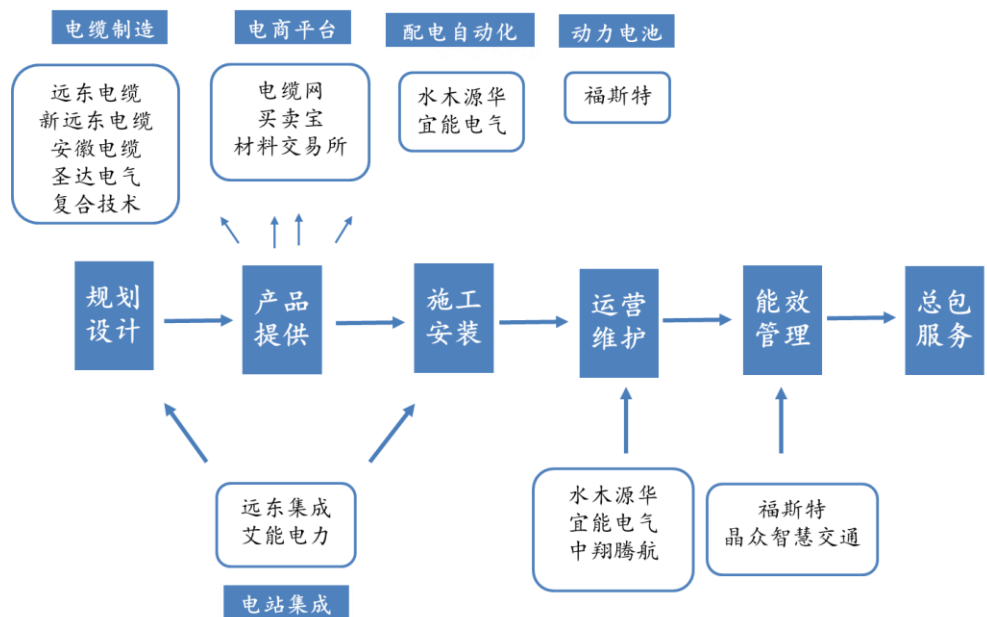 电缆制造
电商平台
配电自动化
动力电池
远东电缆
新远东电缆
安徽电缆
圣达电气
复合技术
电缆网
买卖宝
材料交易所
水木源华
宜能电气
福斯特
规划
设计
产品
提供
施工
安装
运营
维护
能效
管理
总包
服务
远东集成
艾能电力
电站集成
水木源华
宜能电气
中翔腾航
福斯特
晶众智慧交通